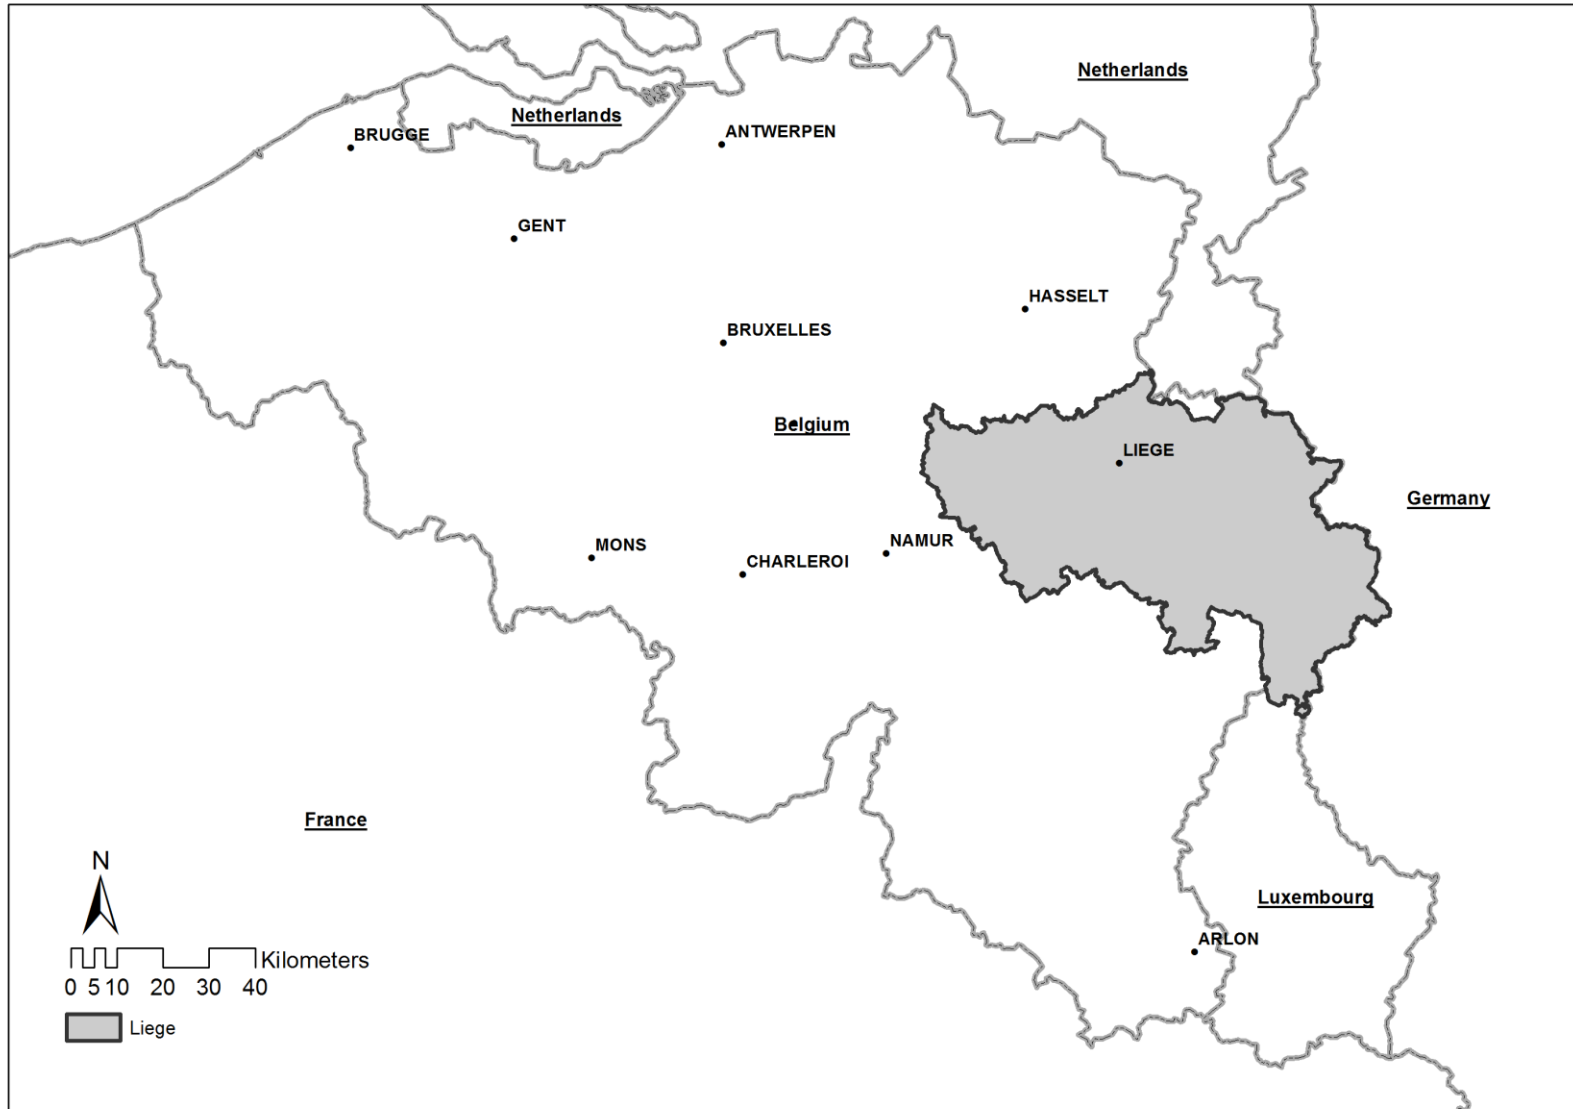 Netherlands
Netherlands
BRUGGE
ANTWERPEN
GENT
HASSELT
BRUXELLES
Belgium
LIEGE
Germany
MONS
NAMUR
CHARLEROI
France
N
Luxembourg
ARLON
Kilometers
0 5 10 20 30 40
Liege